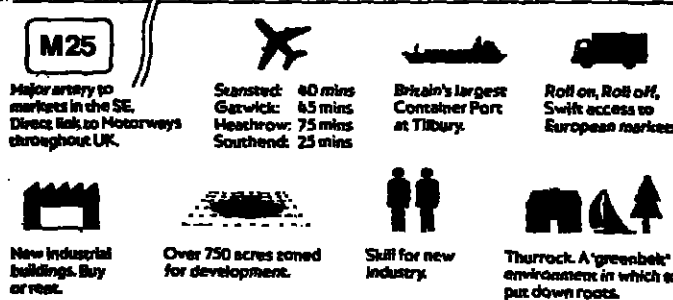 M25
Major artery to
markets in the SE.
Direct link to Motorways
throughout UK.
Stansted: 40 mins
Gatwick: 45 mins
Heathrow: 75 mins
Southend: 25 mins
Britain's largest
Container Port
at Tilbury.
Roll on, Roll off,
Swift access to
European markets
New industrial
buildings. Buy
or rent.
Over 750 acres zoned
for development.
Skill for new
industry.
Thurrock. A "greenbelt"
environment in which to
put down roots.